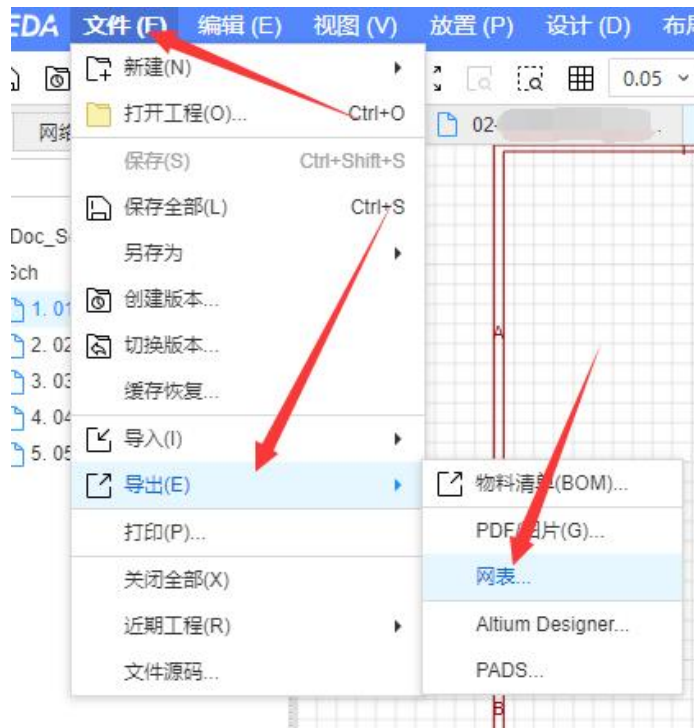 EDA 文件 (F) 编辑 (E) 视图 (V) 放置 (P) 设计 (D) 布局
新建(N)
0.05
打开工程(O)... Ctrl+O
网络
02-
保存(S) Ctrl+Shift+S
保存全部(L) Ctrl+S
Doc_S
另存为
Sch
创建版本...
1. 01
切换版本...
2. 02
A
缓存恢复...
3. 03
4. 04
导入(I)
5. 05
导出(E)
物料清单(BOM)...
打印(P)...
PDF/图片(G)...
关闭全部(X)
网表...
近期工程(R)
Altium Designer...
文件源码...
PADS...
B